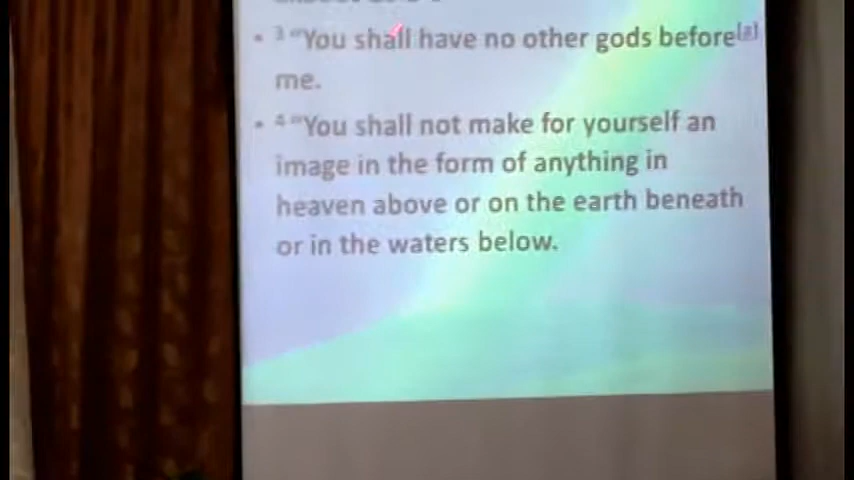 • 3 "You shall have no other gods before[a]
me.
• 4 "You shall not make for yourself an
image in the form of anything in
heaven above or on the earth beneath
or in the waters below.